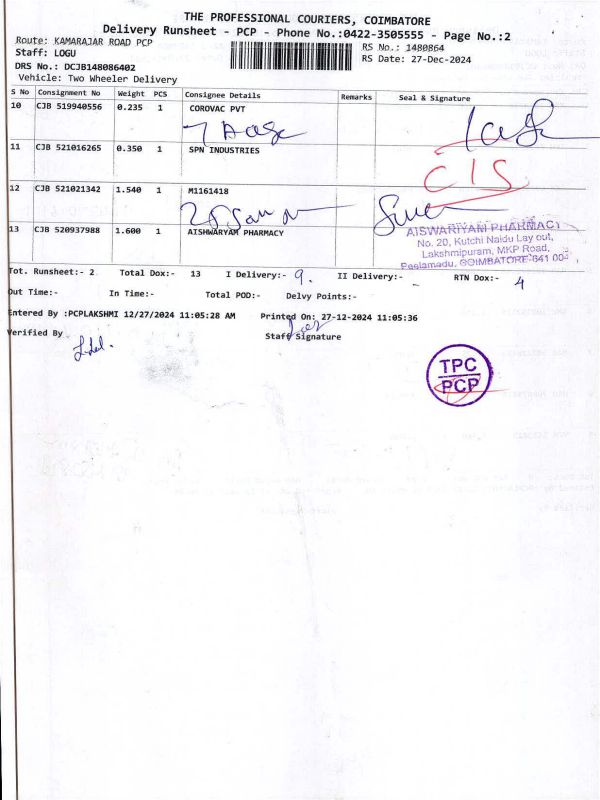 THE PROFESSIONAL COURIERS, COIMBATORE
Delivery Runsheet - PCP - Phone No.:0422-3505555 - Page No.:2
Route: KAMARAJAR ROAD PCP
RS No.: 1480864
Staff: LOGU
RS Date: 27-Dec-2024
DRS No.: DCJB148086402
Vehicle: Two Wheeler Delivery
S No Consignment No Weight PCS Consignee Details Remarks Seal & Signature
10 CJB 519940556 0.235 1 COROVAC PVT
11 CJB 521016265 0.350 1 SPN INDUSTRIES
CIS
12 CJB 521021342 1.540 1 M1161418
13 CJB 520937988 1.600 1 AISHWARYAM PHARMACY
AISWARIYAM PHARMACY
No. 20, Kutchi Naidu Lay out,
Lakshmipuram, MKP Road,
Peelamadu, COIMBATORE-641 004
Tot. Runsheet:- 2 Total Dox:- 13 I Delivery:- 9. II Delivery:- RTN Dox:- 4
Out Time:- In Time:- Total POD:- Delvy Points:-
Entered By :PCPLAKSHMI 12/27/2024 11:05:28 AM Printed On: 27-12-2024 11:05:36
Verified By Staff Signature
TPC
PCP